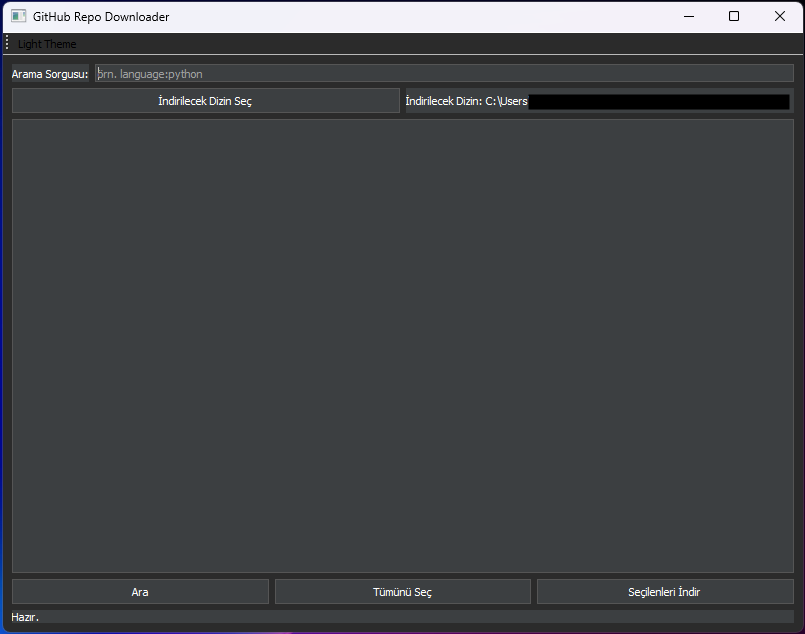 GitHub Repo Downloader
Light Theme
Arama Sorgusu: örn. language:python
İndirilecek Dizin Seç İndirilecek Dizin: C:\Users
Ara Tümünü Seç Seçilenleri İndir
Hazır.